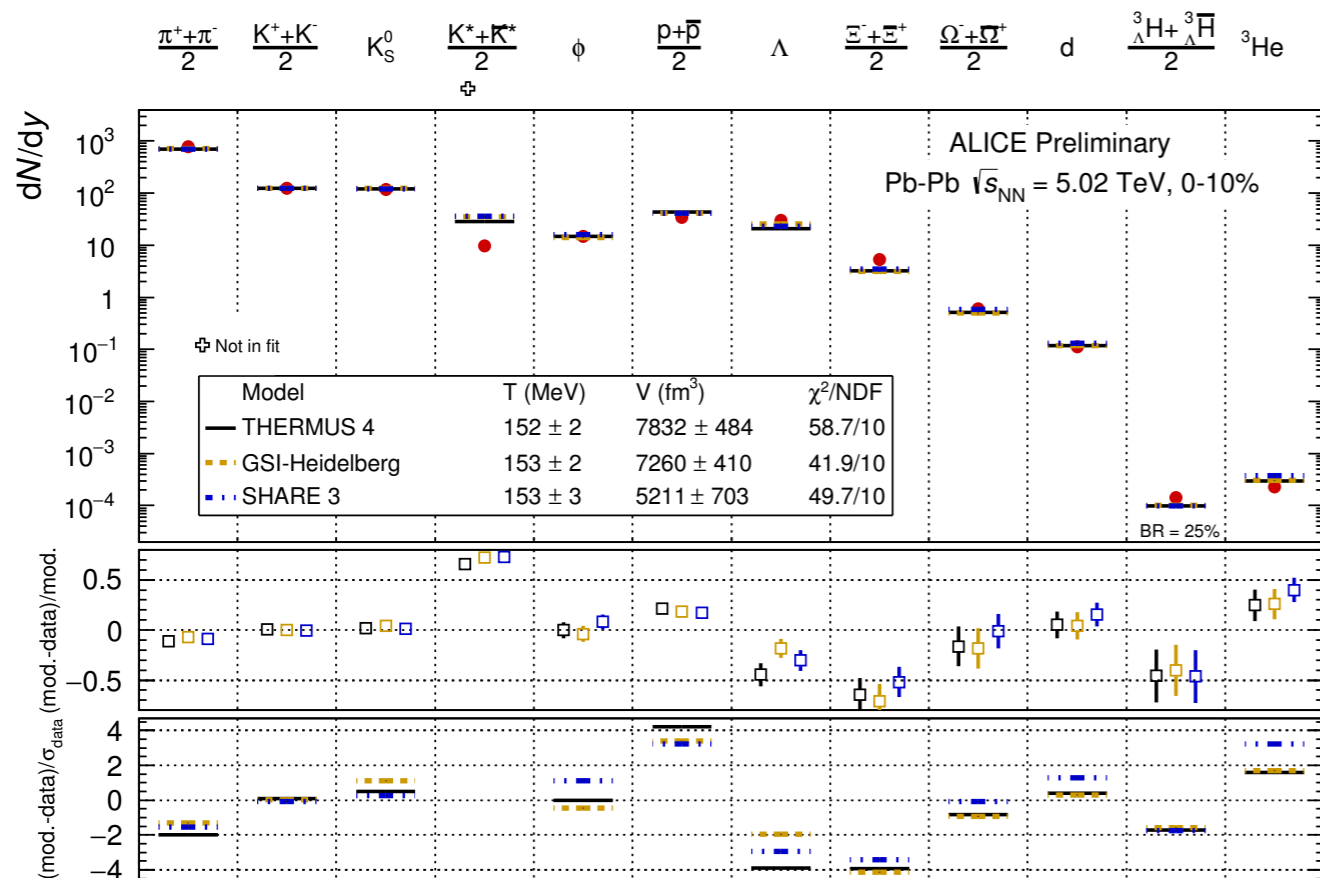 π⁺+π⁻/2 K⁺+K⁻/2 K⁰S K*+K̅*/2 ϕ p+p̅/2 Λ Ξ⁻+Ξ̅⁺/2 Ω⁻+Ω̅⁺/2 d ³ΛH+³ΛH̅/2 ³He
dN/dy
10³
10²
10
1
10⁻¹
10⁻²
10⁻³
10⁻⁴
ALICE Preliminary
Pb-Pb √sNN = 5.02 TeV, 0-10%
Not in fit
Model T (MeV) V (fm³) χ²/NDF
THERMUS 4 152 ± 2 7832 ± 484 58.7/10
GSI-Heidelberg 153 ± 2 7260 ± 410 41.9/10
SHARE 3 153 ± 3 5211 ± 703 49.7/10
BR = 25%
(mod.-data)/mod.
0.5
0
−0.5
(mod.-data)/σdata
4
2
0
−2
−4